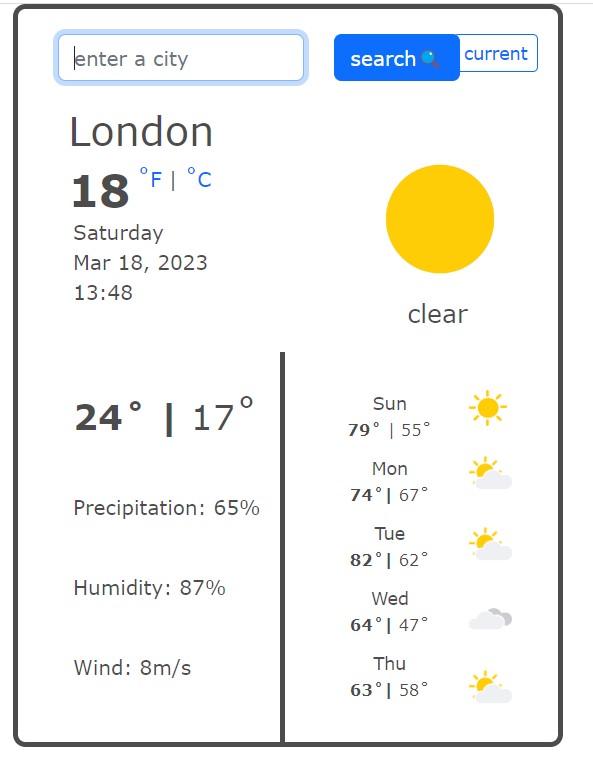 enter a city
search🔍 current
London
18 °F | °C
Saturday
Mar 18, 2023
13:48
clear
24° | 17°
Precipitation: 65%
Humidity: 87%
Wind: 8m/s
Sun
79° | 55°
Mon
74°| 67°
Tue
82°| 62°
Wed
64°| 47°
Thu
63°| 58°